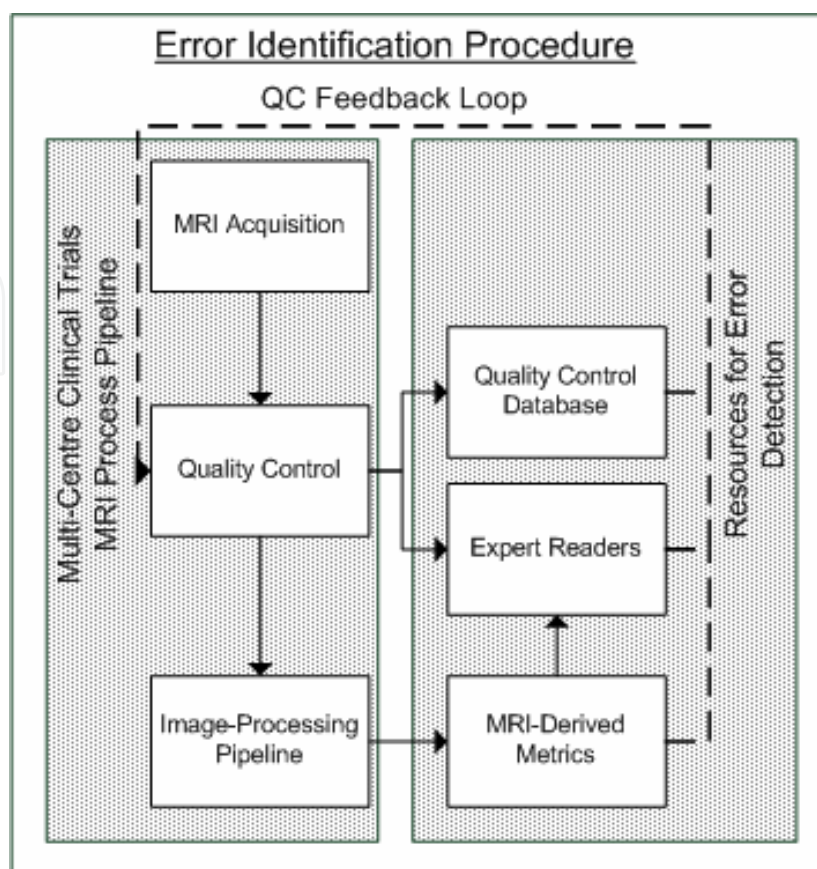 Error Identification Procedure
QC Feedback Loop
Multi-Centre Clinical Trials
MRI Process Pipeline
MRI Acquisition
Quality Control
Image-Processing
Pipeline
Quality Control
Database
Expert Readers
MRI-Derived
Metrics
Resources for Error
Detection